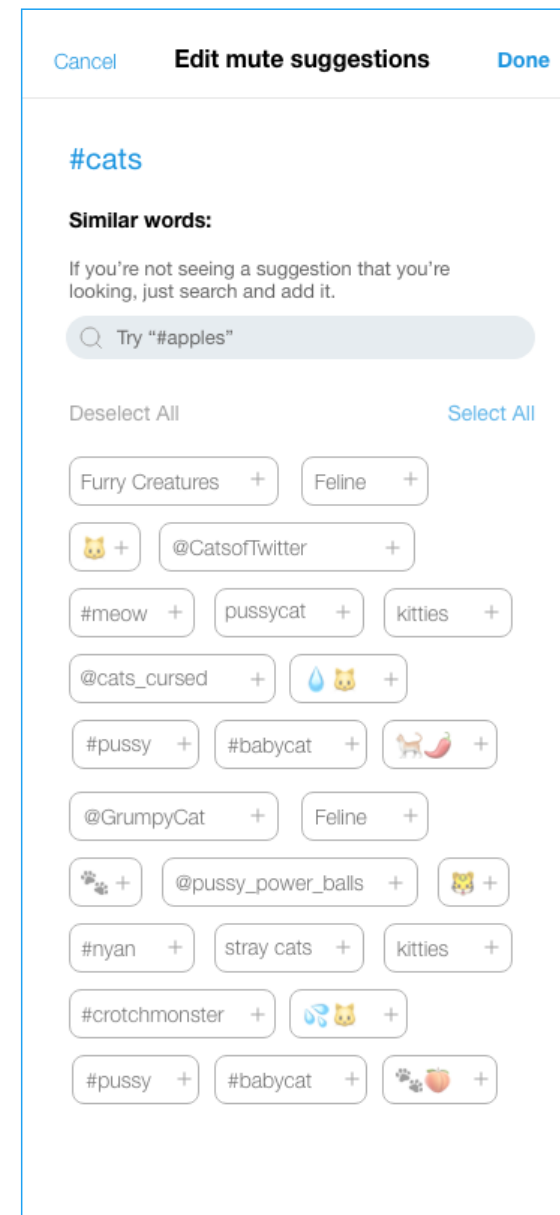 Cancel Edit mute suggestions Done
#cats
Similar words:
If you’re not seeing a suggestion that you’re
looking, just search and add it.
Try “#apples”
Deselect All Select All
Furry Creatures + Feline +
🐱 + @CatsofTwitter +
#meow + pussycat + kitties +
@cats_cursed + 💧🐱 +
#pussy + #babycat + 🐈🌶️ +
@GrumpyCat + Feline +
🐾 + @pussy_power_balls + 🐯 +
#nyan + stray cats + kitties +
#crotchmonster + 💦🐱 +
#pussy + #babycat + 🐾🍑 +